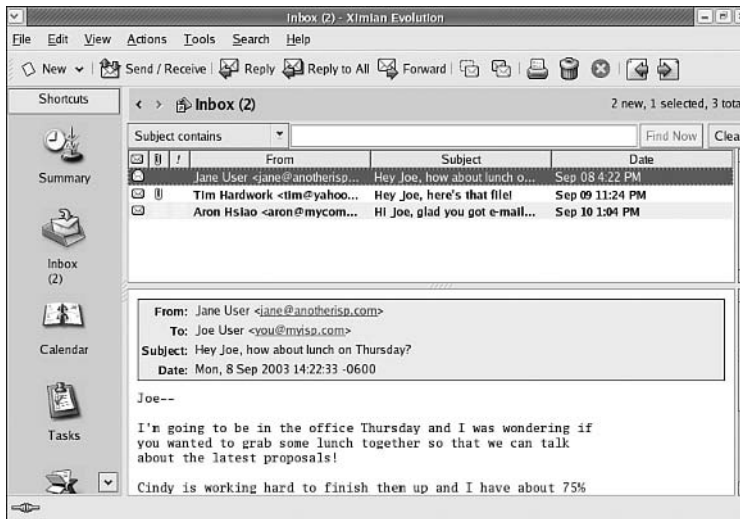 Inbox (2) - Ximian Evolution
File Edit View Actions Tools Search Help
New Send / Receive Reply Reply to All Forward
Shortcuts
Inbox (2) 2 new, 1 selected, 3 tota
Subject contains Find Now Clea
! From Subject Date
Jane User <jane@anotherisp... Hey Joe, how about lunch o... Sep 08 4:22 PM
Tim Hardwork <tim@yahoo... Hey Joe, here's that file! Sep 09 11:24 PM
Aron Hsiao <aron@mycom... Hi Joe, glad you got e-mail... Sep 10 1:04 PM
Summary
Inbox
(2)
Calendar
Tasks
From: Jane User <jane@anotherisp.com>
To: Joe User <you@myisp.com>
Subject: Hey Joe, how about lunch on Thursday?
Date: Mon, 8 Sep 2003 14:22:33 -0600
Joe--
I'm going to be in the office Thursday and I was wondering if
you wanted to grab some lunch together so that we can talk
about the latest proposals!
Cindy is working hard to finish them up and I have about 75%